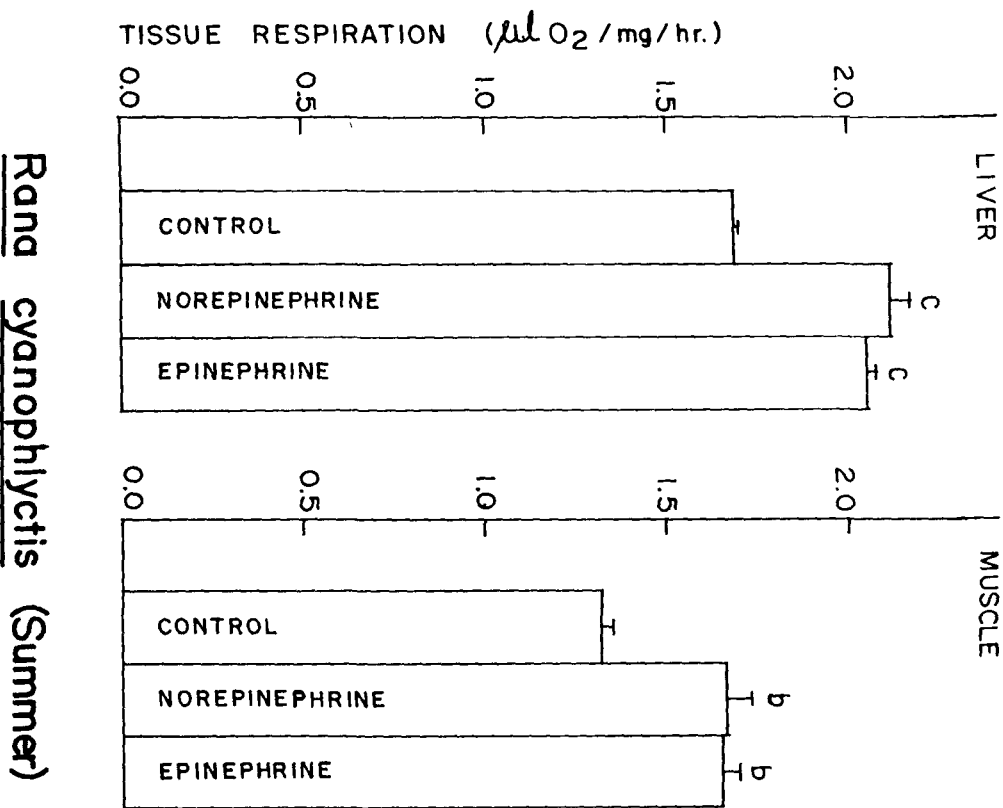 TISSUE RESPIRATION (µl O2 / mg / hr.)
LIVER
0.0 0.5 1.0 1.5 2.0
CONTROL
NOREPINEPHRINE c
EPINEPHRINE c
MUSCLE
0.0 0.5 1.0 1.5 2.0
CONTROL
NOREPINEPHRINE b
EPINEPHRINE b
Rana cyanophlyctis (Summer)